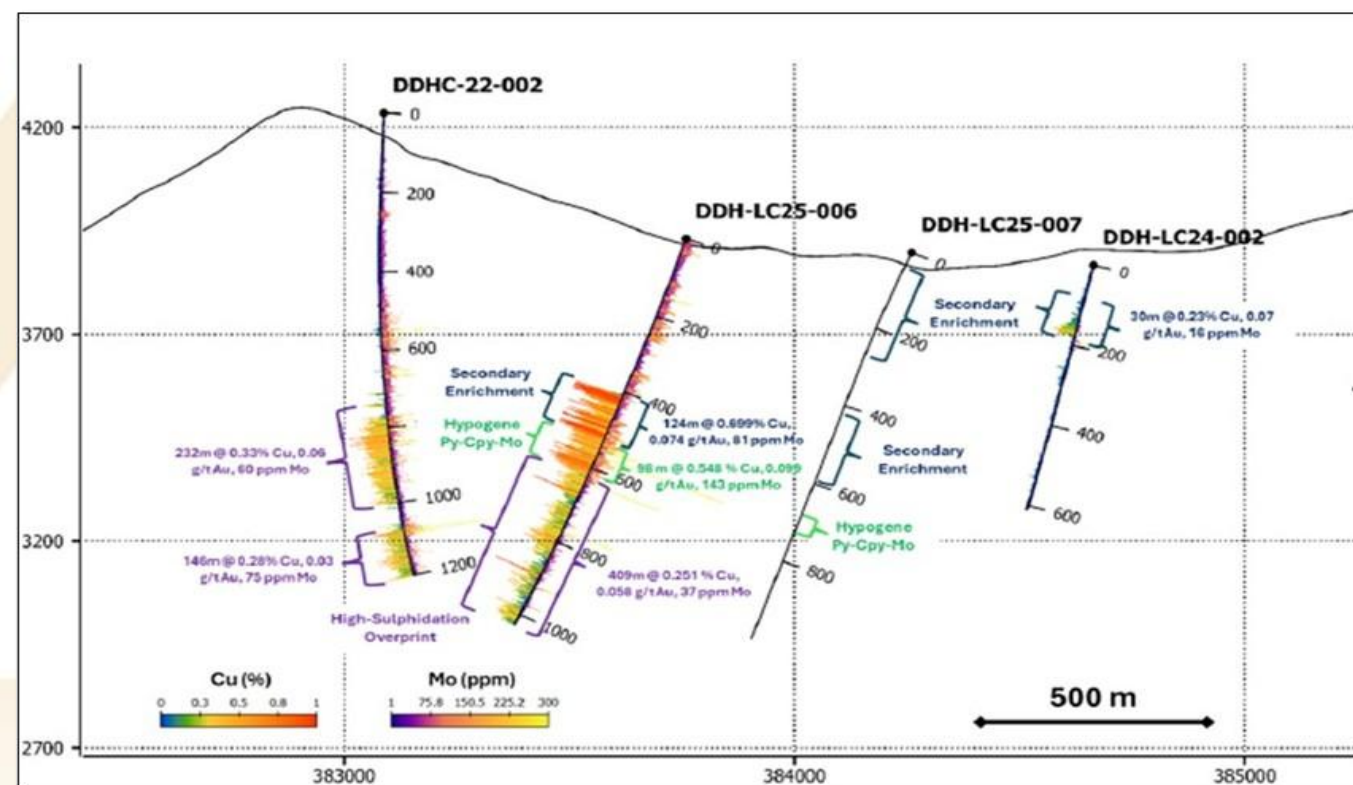 DDHC-22-002
0
200
400
600
1000
1200
232m @ 0.33% Cu, 0.06
g/t Au, 60 ppm Mo
146m @ 0.28% Cu, 0.03
g/t Au, 75 ppm Mo
DDH-LC25-006
0
200
400
600
800
1000
Secondary
Enrichment
Hypogene
Py-Cpy-Mo
High-Sulphidation
Overprint
124m @ 0.699% Cu,
0.074 g/t Au, 81 ppm Mo
98m @ 0.548 % Cu, 0.099
g/t Au, 143 ppm Mo
409m @ 0.251 % Cu,
0.058 g/t Au, 37 ppm Mo
DDH-LC25-007
0
200
400
600
800
Secondary
Enrichment
Secondary
Enrichment
Hypogene
Py-Cpy-Mo
DDH-LC24-002
0
200
400
600
30m @ 0.23% Cu, 0.07
g/t Au, 16 ppm Mo
4200
3700
3200
2700
Cu (%)
0 0.3 0.5 0.8 1
Mo (ppm)
1 75.8 150.5 225.2 300
500 m
383000 384000 385000